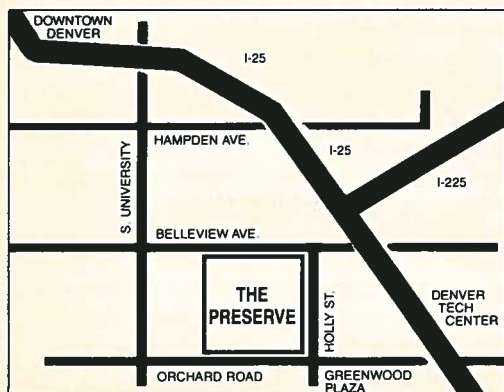 DOWNTOWN
DENVER
I-25
HAMPDEN AVE.
I-25
I-225
S. UNIVERSITY
BELLEVIEW AVE.
THE
PRESERVE
HOLLY ST.
DENVER
TECH
CENTER
ORCHARD ROAD
GREENWOOD
PLAZA